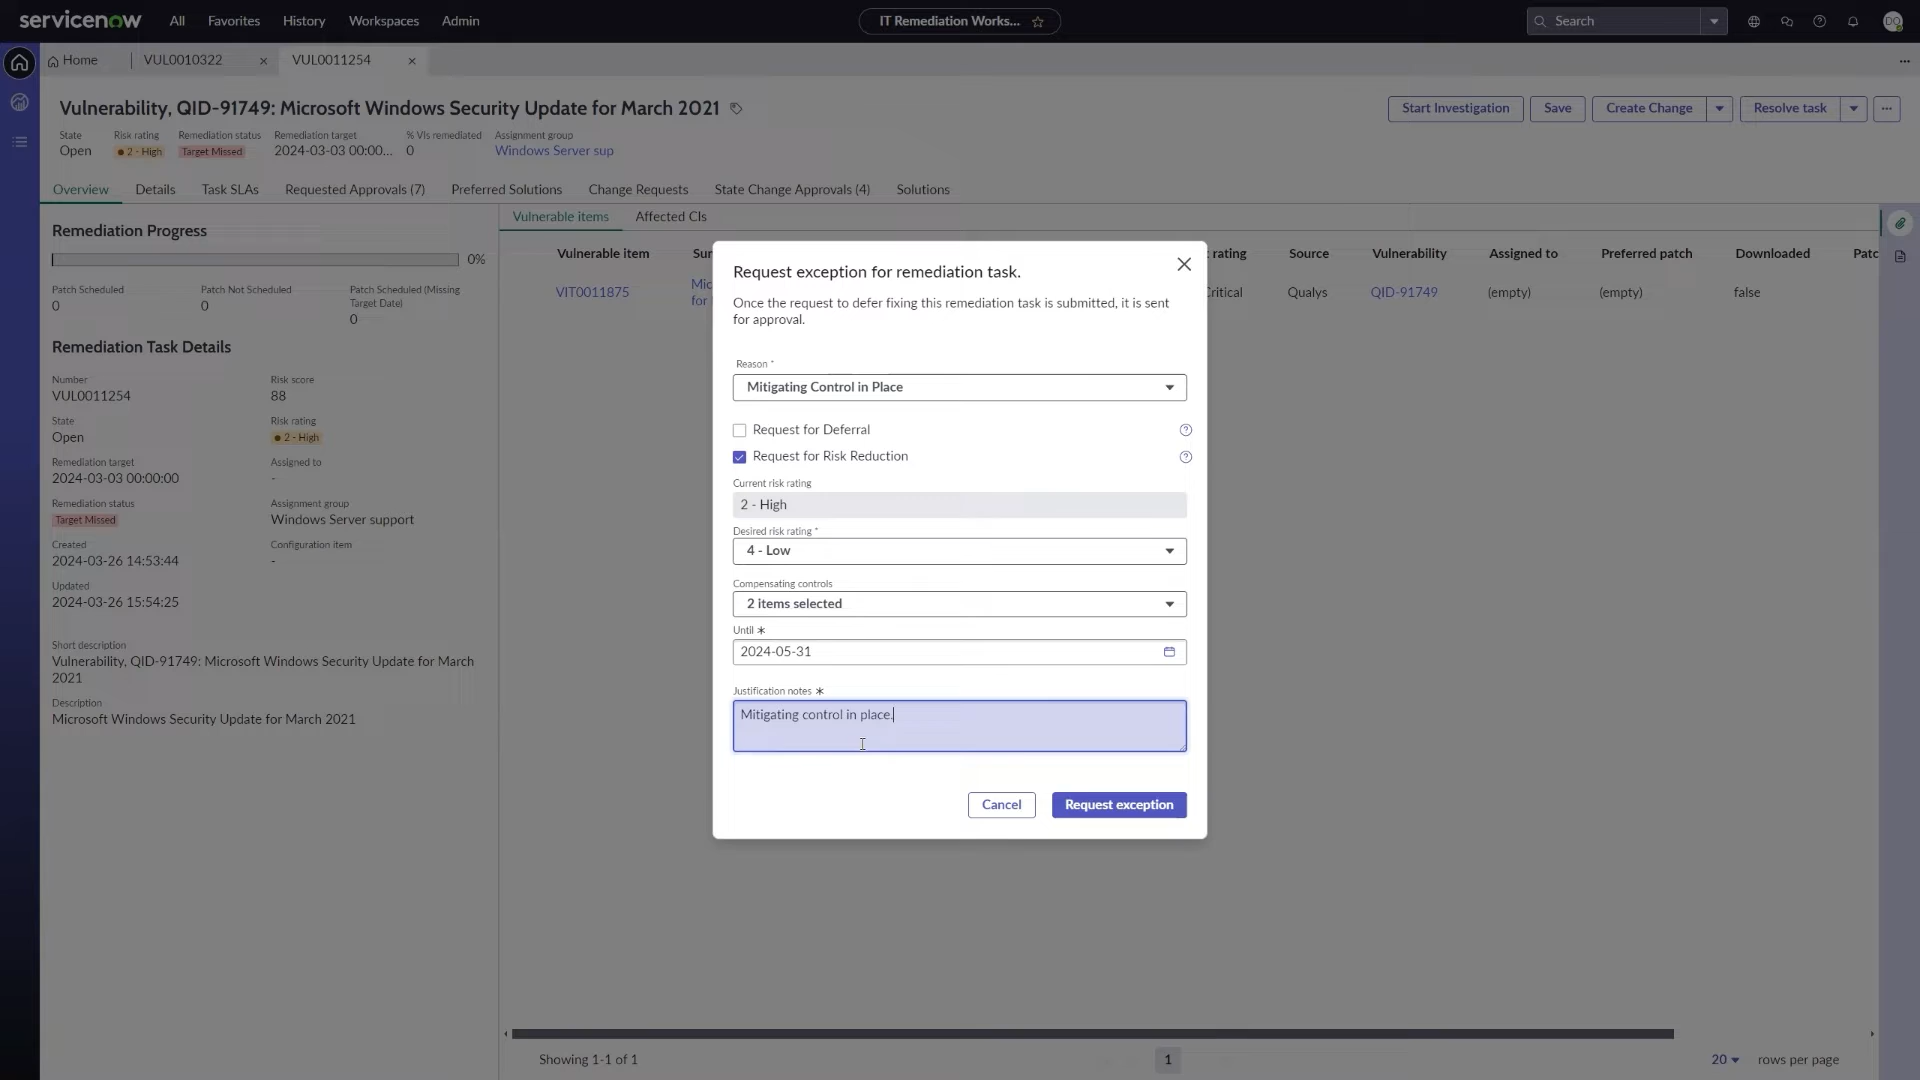 servicenow All Favorites History Workspaces Admin IT Remediation Works... Search DO
Home VUL0010322 VUL0011254
Vulnerability, QID-91749: Microsoft Windows Security Update for March 2021
Start Investigation Save Create Change Resolve task
State Risk rating Remediation status Remediation target % VIs remediated Assignment group
Open 2 - High Target Missed 2024-03-03 00:00... 0 Windows Server sup
Overview Details Task SLAs Requested Approvals (7) Preferred Solutions Change Requests State Change Approvals (4) Solutions
Remediation Progress
0%
Patch Scheduled Patch Not Scheduled Patch Scheduled (Missing
Target Date)
0 0
0
Remediation Task Details
Number Risk score
VUL0011254 88
State Risk rating
Open 2 - High
Remediation target Assigned to
2024-03-03 00:00:00 -
Remediation status Assignment group
Target Missed Windows Server support
Created Configuration item
2024-03-26 14:53:44 -
Updated
2024-03-26 15:54:25
Short description
Vulnerability, QID-91749: Microsoft Windows Security Update for March
2021
Description
Microsoft Windows Security Update for March 2021
Vulnerable items Affected CIs
Vulnerable item rating Source Vulnerability Assigned to Preferred patch Downloaded Patc
VIT0011875 Qualys QID-91749 (empty) (empty) false
for
Request exception for remediation task.
Once the request to defer fixing this remediation task is submitted, it is sent
for approval.
Reason *
Mitigating Control in Place
Request for Deferral
Request for Risk Reduction
Current risk rating
2 - High
Desired risk rating *
4 - Low
Compensating controls
2 items selected
Until *
2024-05-31
Justification notes *
Mitigating control in place.
Cancel Request exception
Showing 1-1 of 1 1 20 rows per page